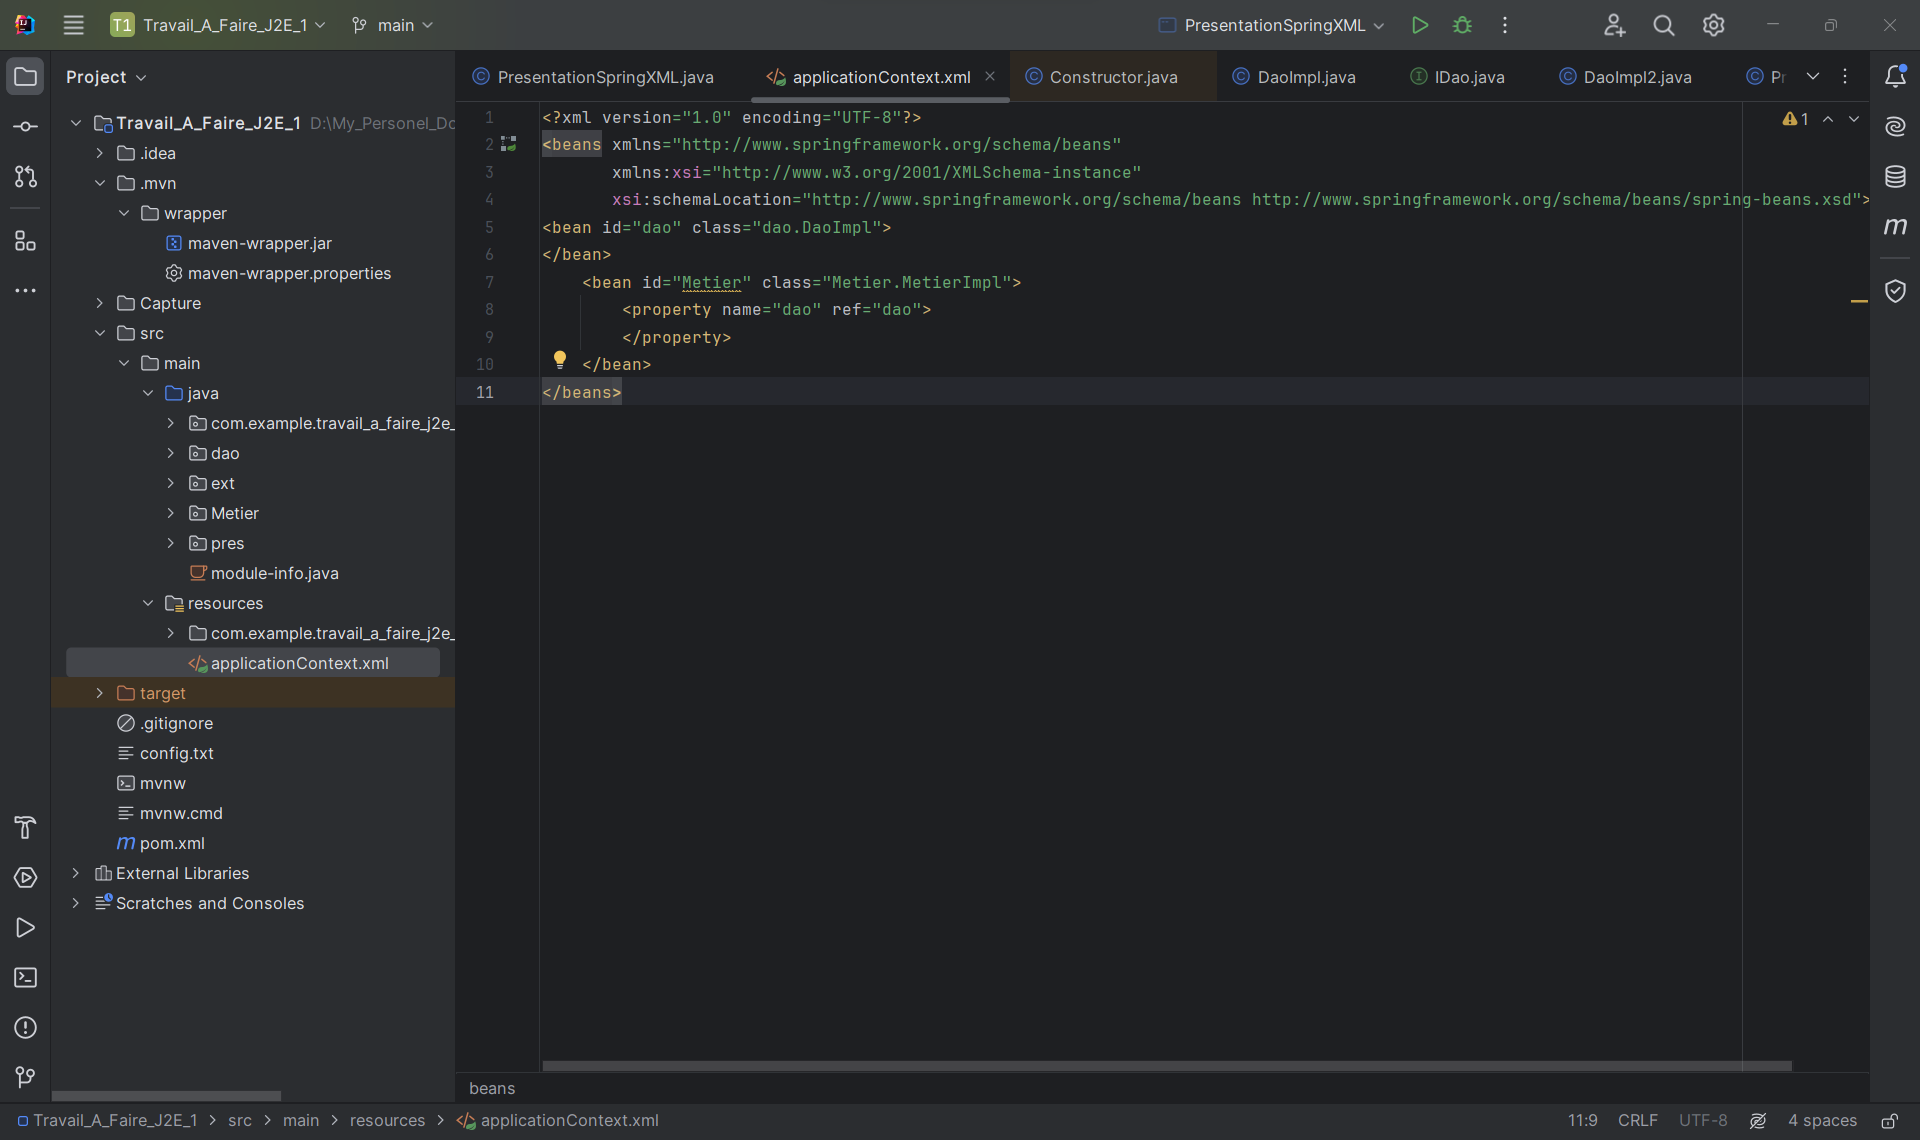 T1 Travail_A_Faire_J2E_1 main PresentationSpringXML
Project
PresentationSpringXML.java applicationContext.xml Constructor.java DaoImpl.java IDao.java DaoImpl2.java
Travail_A_Faire_J2E_1 D:\My_Personel_Do
.idea
.mvn
wrapper
maven-wrapper.jar
maven-wrapper.properties
Capture
src
main
java
com.example.travail_a_faire_j2e_
dao
ext
Metier
pres
module-info.java
resources
com.example.travail_a_faire_j2e_
applicationContext.xml
target
.gitignore
config.txt
mvnw
mvnw.cmd
m pom.xml
External Libraries
Scratches and Consoles
1 <?xml version="1.0" encoding="UTF-8"?>
2 <beans xmlns="http://www.springframework.org/schema/beans"
3 xmlns:xsi="http://www.w3.org/2001/XMLSchema-instance"
4 xsi:schemaLocation="http://www.springframework.org/schema/beans http://www.springframework.org/schema/beans/spring-beans.xsd">
5 <bean id="dao" class="dao.DaoImpl">
6 </bean>
7 <bean id="Metier" class="Metier.MetierImpl">
8 <property name="dao" ref="dao">
9 </property>
10 </bean>
11 </beans>
1
m
beans
Travail_A_Faire_J2E_1 > src > main > resources > applicationContext.xml
11:9 CRLF UTF-8 4 spaces